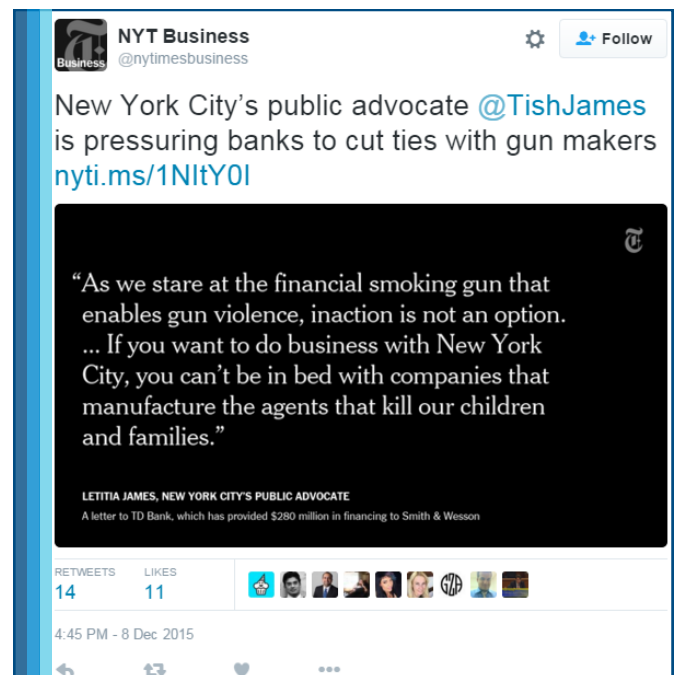 Business
NYT Business
@nytimesbusiness
Follow
New York City’s public advocate @TishJames
is pressuring banks to cut ties with gun makers
nyti.ms/1NItY0I
“As we stare at the financial smoking gun that
enables gun violence, inaction is not an option.
... If you want to do business with New York
City, you can’t be in bed with companies that
manufacture the agents that kill our children
and families.”
LETITIA JAMES, NEW YORK CITY’S PUBLIC ADVOCATE
A letter to TD Bank, which has provided $280 million in financing to Smith & Wesson
RETWEETS LIKES
14 11
GZA
4:45 PM - 8 Dec 2015